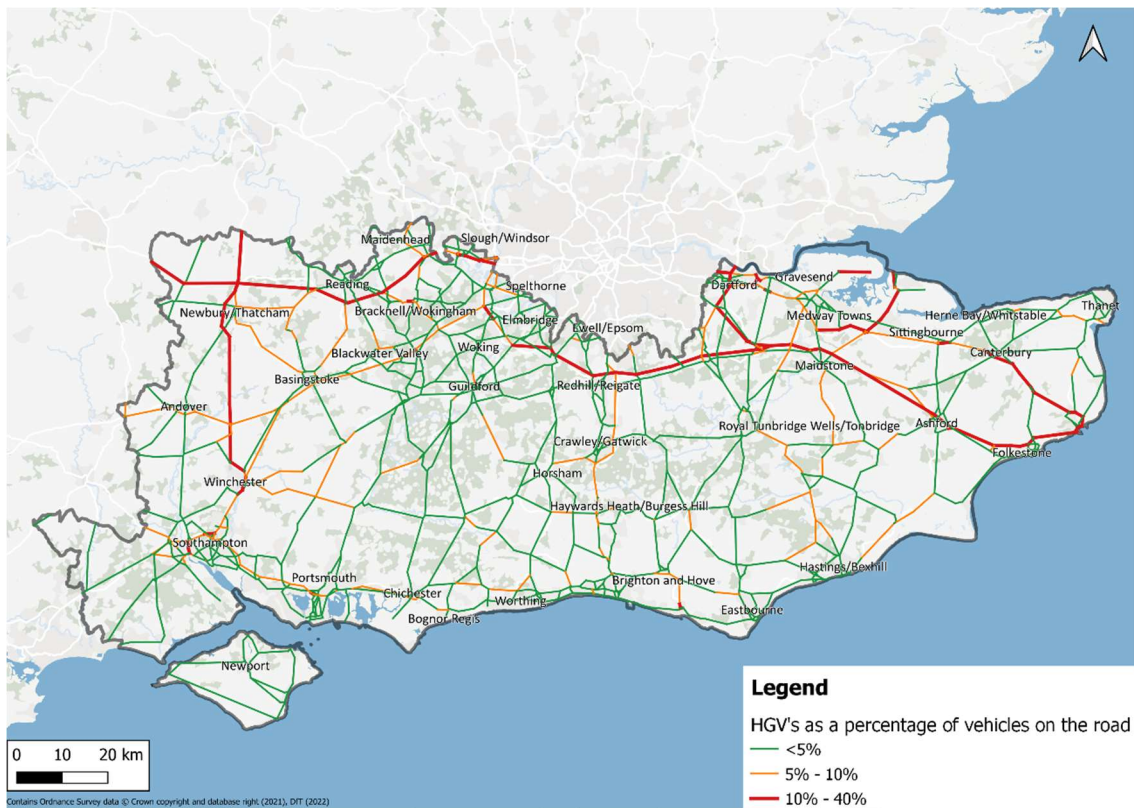 Maidenhead
Slough/Windsor
Reading
Spelthorne
Dartford
Gravesend
Newbury/Thatcham
Bracknell/Wokingham
Elmbridge
Medway Towns
Herne Bay/Whitstable
Thanet
Ewell/Epsom
Sittingbourne
Blackwater Valley
Woking
Canterbury
Basingstoke
Guildford
Redhill/Reigate
Maidstone
Andover
Royal Tunbridge Wells/Tonbridge
Ashford
Crawley/Gatwick
Folkestone
Winchester
Horsham
Haywards Heath/Burgess Hill
Southampton
Portsmouth
Chichester
Brighton and Hove
Hastings/Bexhill
Worthing
Bognor Regis
Eastbourne
Newport
Legend
HGV's as a percentage of vehicles on the road
<5%
5% - 10%
10% - 40%
0 10 20 km
Contains Ordnance Survey data © Crown copyright and database right (2021), DIT (2022)